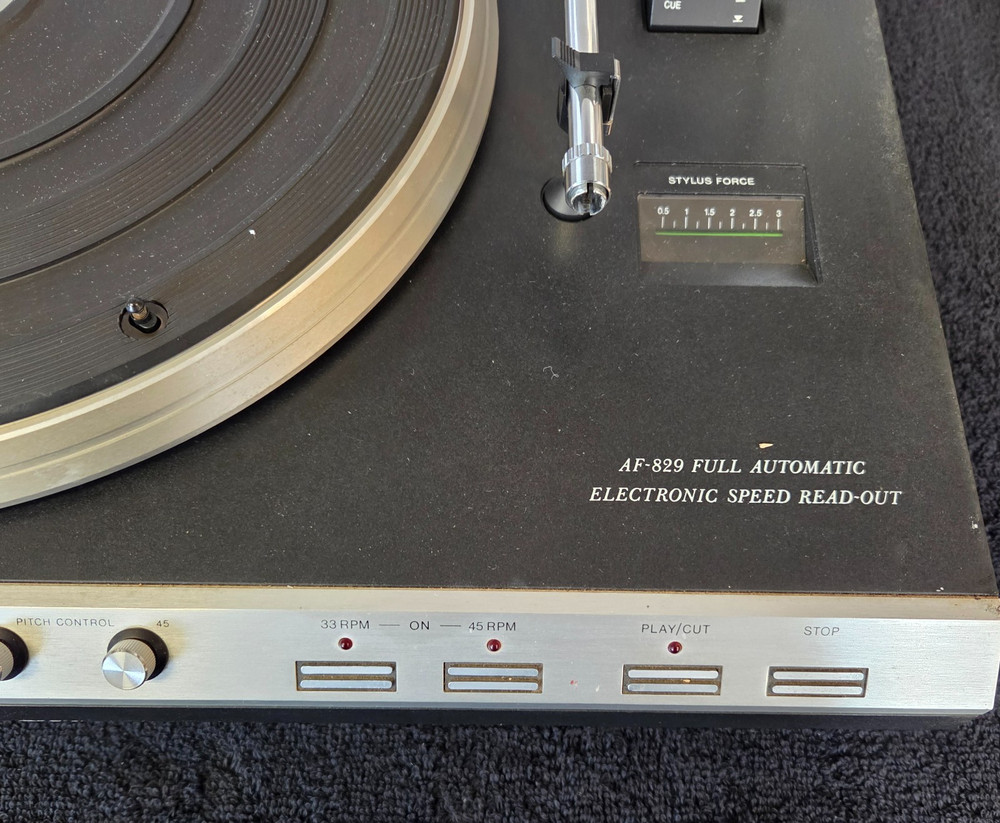 CUE
STYLUS FORCE
0.5 1 1.5 2 2.5 3
AF-829 FULL AUTOMATIC
ELECTRONIC SPEED READ-OUT
PITCH CONTROL 45
33 RPM — ON — 45 RPM
PLAY/CUT
STOP